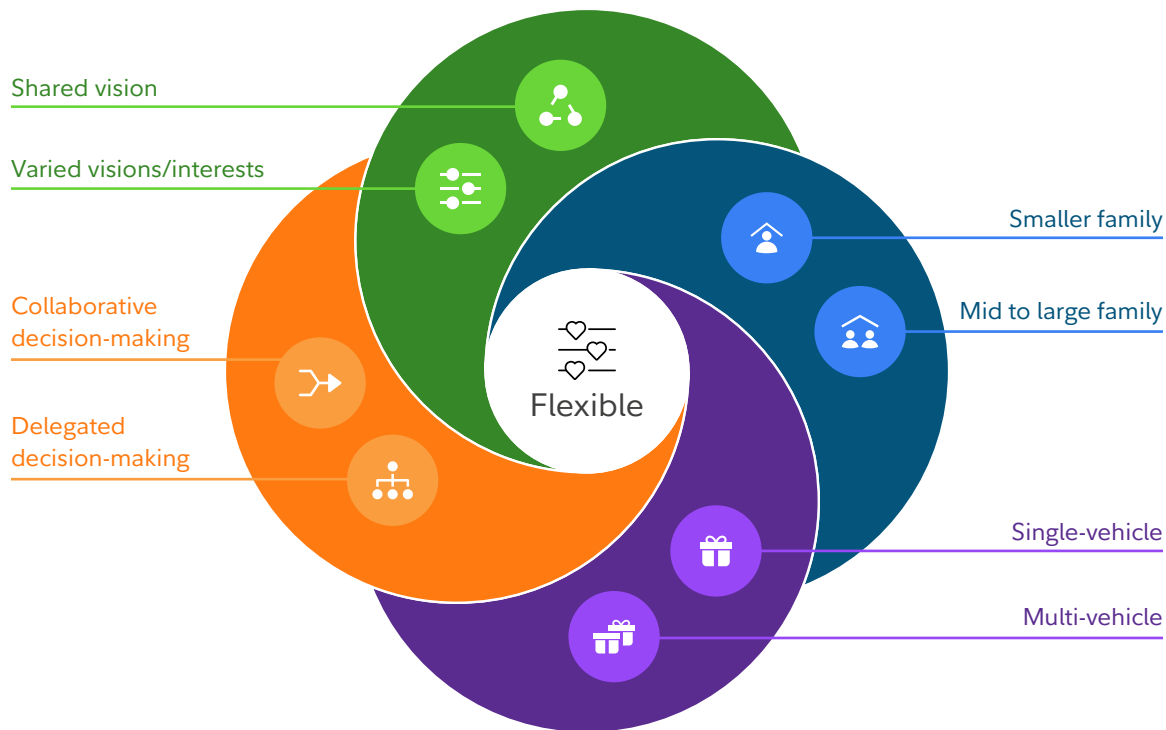 Shared vision
Varied visions/interests
Collaborative
decision-making
Delegated
decision-making
Flexible
Smaller family
Mid to large family
Single-vehicle
Multi-vehicle